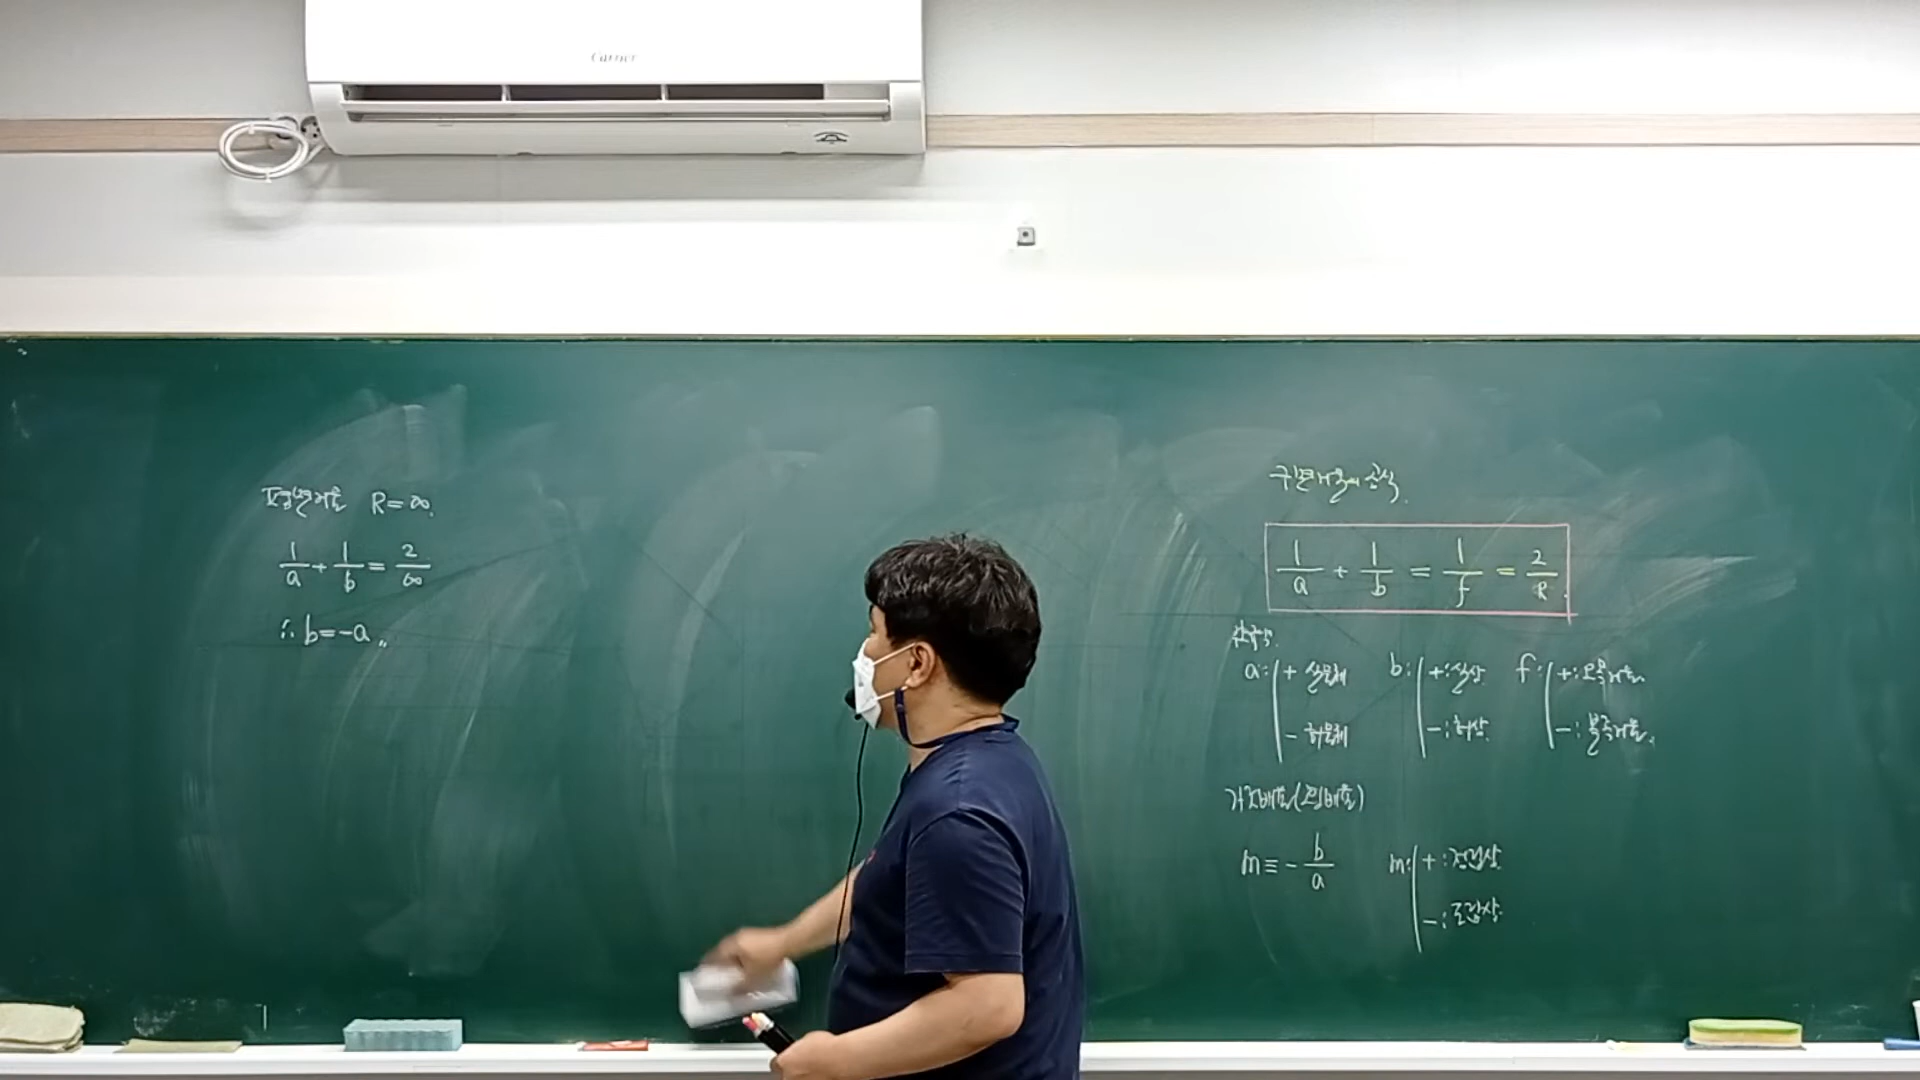 Carrier
평면거울 R=∞.
1/a + 1/b = 2/∞
∴ b=-a
구면거울의 공식.
1/a + 1/b = 1/f = 2/R.
a: + 실물체
- 허물체
b: +: 실상
-: 허상.
f: +: 오목거울
-: 볼록거울.
m ≡ - b/a
m: +: 정립상
-: 도립상.